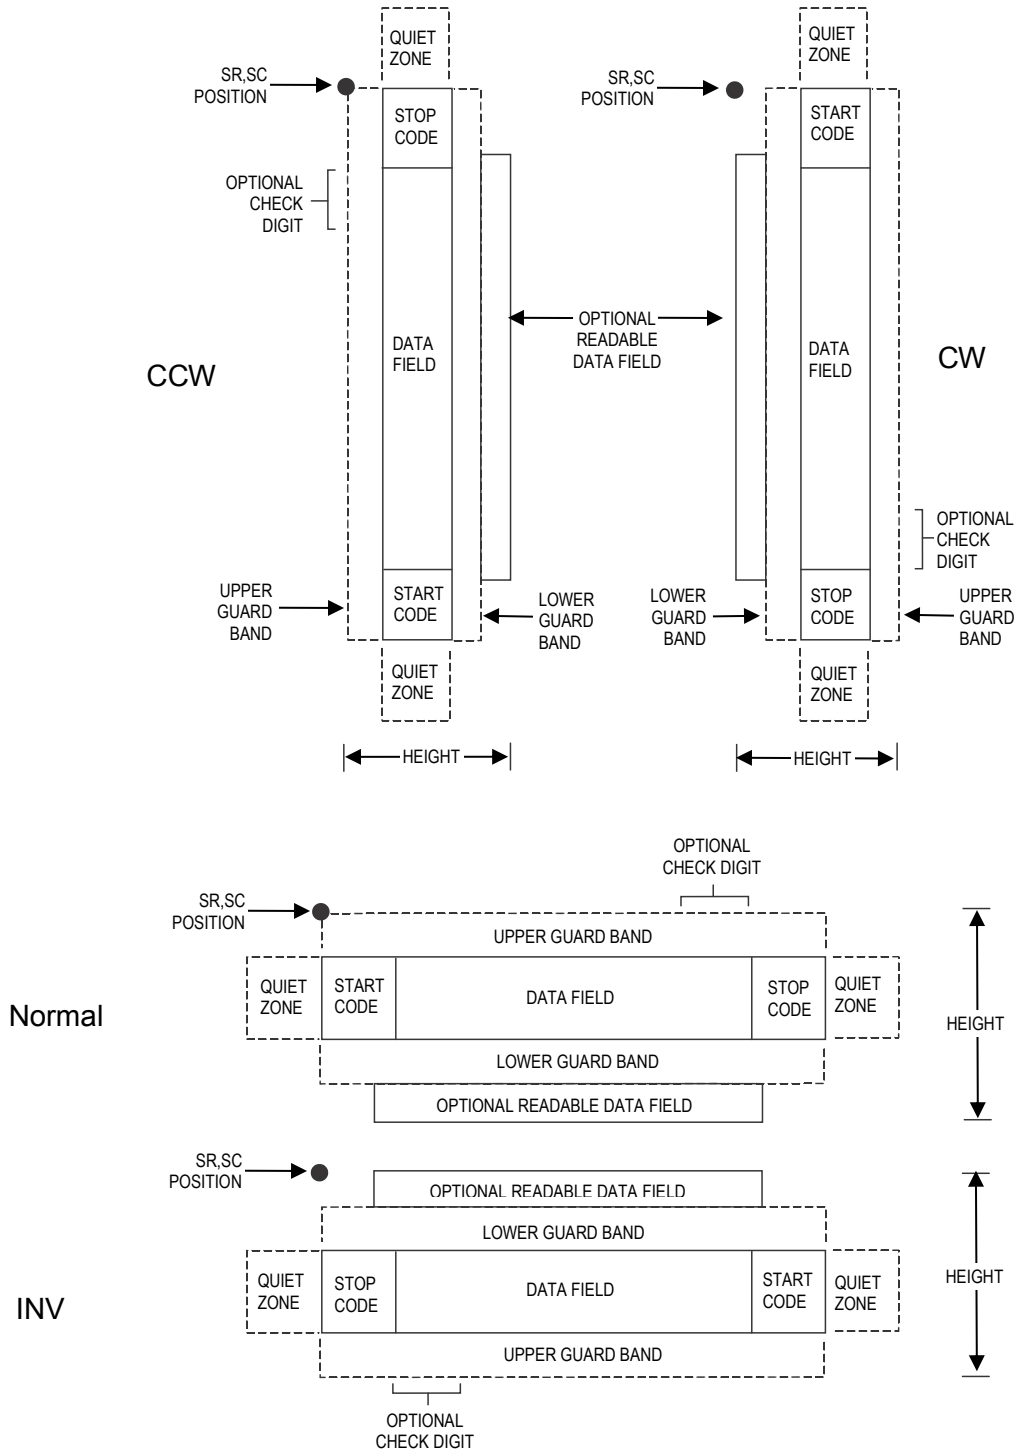 QUIET
ZONE
SR,SC
POSITION
STOP
CODE
OPTIONAL
CHECK
DIGIT
DATA
FIELD
CCW
UPPER
GUARD
BAND
START
CODE
LOWER
GUARD
BAND
QUIET
ZONE
HEIGHT
OPTIONAL
READABLE
DATA FIELD
QUIET
ZONE
SR,SC
POSITION
START
CODE
DATA
FIELD
CW
OPTIONAL
CHECK
DIGIT
LOWER
GUARD
BAND
STOP
CODE
UPPER
GUARD
BAND
QUIET
ZONE
HEIGHT
OPTIONAL
CHECK DIGIT
SR,SC
POSITION
UPPER GUARD BAND
Normal
QUIET
ZONE
START
CODE
DATA FIELD
STOP
CODE
QUIET
ZONE
HEIGHT
LOWER GUARD BAND
OPTIONAL READABLE DATA FIELD
SR,SC
POSITION
OPTIONAL READABLE DATA FIELD
LOWER GUARD BAND
INV
QUIET
ZONE
STOP
CODE
DATA FIELD
START
CODE
QUIET
ZONE
HEIGHT
UPPER GUARD BAND
OPTIONAL
CHECK DIGIT